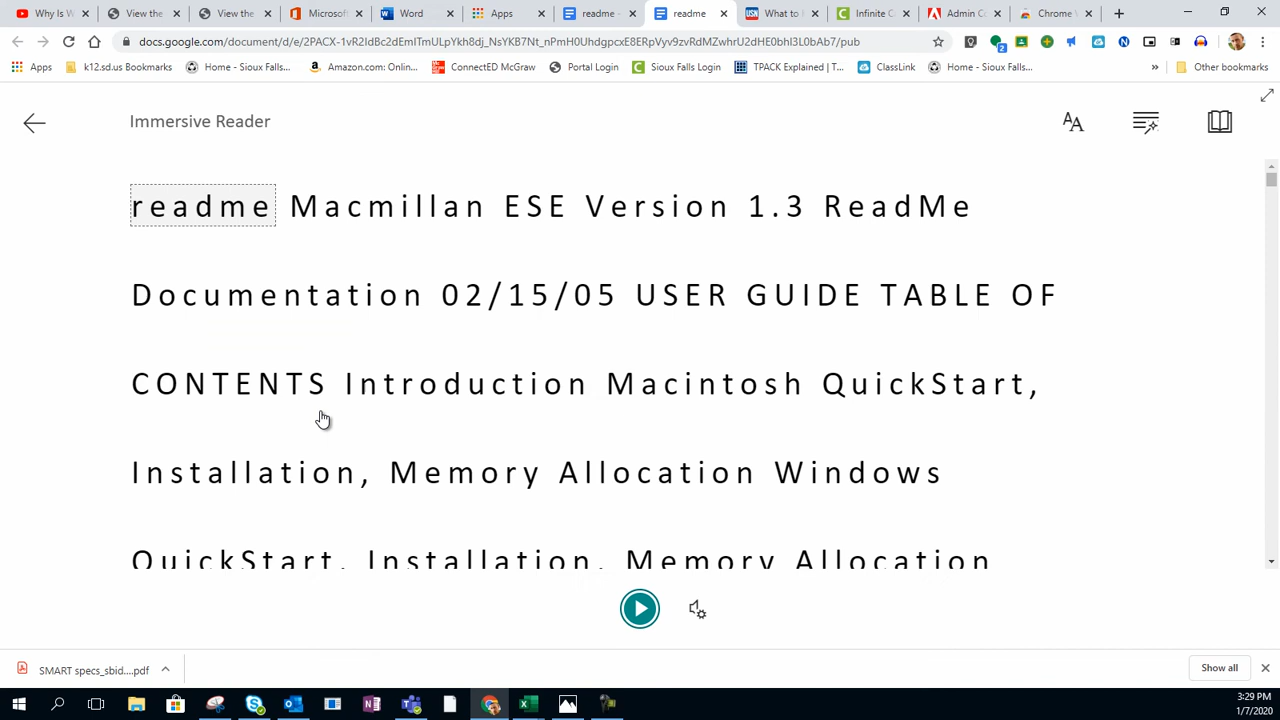 Why Is W
View the
View the
Microsoft
Word
Apps
readme -
readme
What to
Infinite C
Admin C
Chrome
docs.google.com/document/d/e/2PACX-1vR2IkBc2dEmITmULpYkh8dj_NsYKB7Nt_nPmH0UhdgpcxE8ERpVyv9zvRdMZwhrU2dHE0bhI3L0bAb7/pub
Apps
k12.sd.us Bookmarks
Home - Sioux Falls...
Amazon.com: Onlin...
ConnectED McGraw
Portal Login
Sioux Falls Login
TPACK Explained | T...
ClassLink
Home - Sioux Falls...
»
Other bookmarks
Immersive Reader
readme Macmillan ESE Version 1.3 ReadMe
Documentation 02/15/05 USER GUIDE TABLE OF
CONTENTS Introduction Macintosh QuickStart,
Installation, Memory Allocation Windows
QuickStart, Installation, Memory Allocation
SMART specs_sbid....pdf
Show all
3:29 PM
1/7/2020